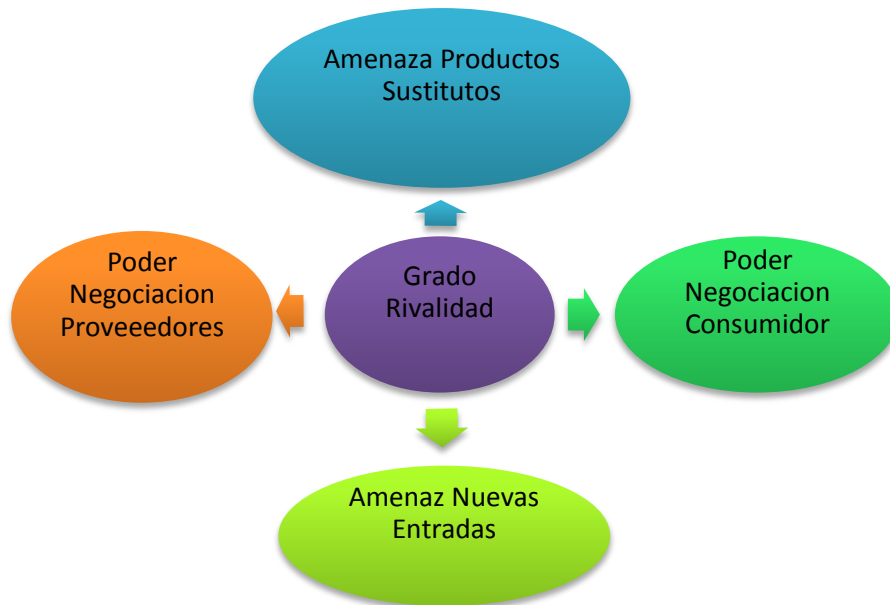 Amenaza Productos
Sustitutos
Poder
Negociacion
Proveeedores
Grado
Rivalidad
Poder
Negociacion
Consumidor
Amenaz Nuevas
Entradas